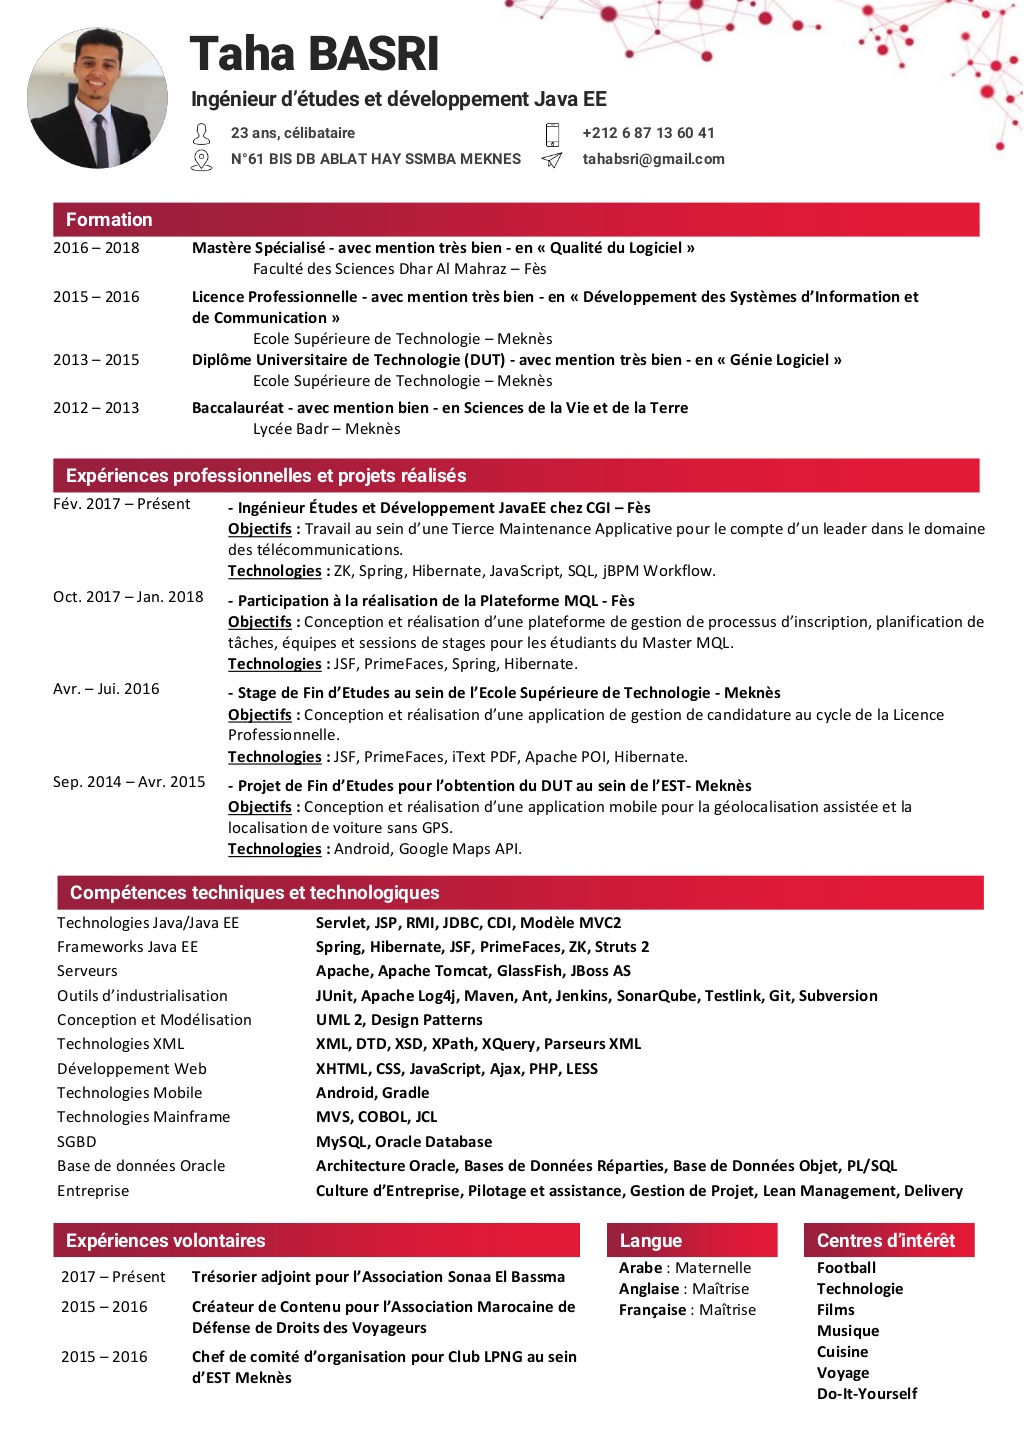 Taha BASRI
Ingénieur d’études et développement Java EE
23 ans, célibataire
+212 6 87 13 60 41
N°61 BIS DB ABLAT HAY SSMBA MEKNES
tahabsri@gmail.com
Formation
2016 – 2018 Mastère Spécialisé - avec mention très bien - en « Qualité du Logiciel »
Faculté des Sciences Dhar Al Mahraz – Fès
2015 – 2016 Licence Professionnelle - avec mention très bien - en « Développement des Systèmes d’Information et
de Communication »
Ecole Supérieure de Technologie – Meknès
2013 – 2015 Diplôme Universitaire de Technologie (DUT) - avec mention très bien - en « Génie Logiciel »
Ecole Supérieure de Technologie – Meknès
2012 – 2013 Baccalauréat - avec mention bien - en Sciences de la Vie et de la Terre
Lycée Badr – Meknès
Expériences professionnelles et projets réalisés
Fév. 2017 – Présent - Ingénieur Études et Développement JavaEE chez CGI – Fès
Objectifs : Travail au sein d’une Tierce Maintenance Applicative pour le compte d’un leader dans le domaine
des télécommunications.
Technologies : ZK, Spring, Hibernate, JavaScript, SQL, jBPM Workflow.
Oct. 2017 – Jan. 2018 - Participation à la réalisation de la Plateforme MQL - Fès
Objectifs : Conception et réalisation d’une plateforme de gestion de processus d’inscription, planification de
tâches, équipes et sessions de stages pour les étudiants du Master MQL.
Technologies : JSF, PrimeFaces, Spring, Hibernate.
Avr. – Jui. 2016 - Stage de Fin d’Etudes au sein de l’Ecole Supérieure de Technologie - Meknès
Objectifs : Conception et réalisation d’une application de gestion de candidature au cycle de la Licence
Professionnelle.
Technologies : JSF, PrimeFaces, iText PDF, Apache POI, Hibernate.
Sep. 2014 – Avr. 2015 - Projet de Fin d’Etudes pour l’obtention du DUT au sein de l’EST- Meknès
Objectifs : Conception et réalisation d’une application mobile pour la géolocalisation assistée et la
localisation de voiture sans GPS.
Technologies : Android, Google Maps API.
Compétences techniques et technologiques
Technologies Java/Java EE Servlet, JSP, RMI, JDBC, CDI, Modèle MVC2
Frameworks Java EE Spring, Hibernate, JSF, PrimeFaces, ZK, Struts 2
Serveurs Apache, Apache Tomcat, GlassFish, JBoss AS
Outils d’industrialisation JUnit, Apache Log4j, Maven, Ant, Jenkins, SonarQube, Testlink, Git, Subversion
Conception et Modélisation UML 2, Design Patterns
Technologies XML XML, DTD, XSD, XPath, XQuery, Parseurs XML
Développement Web XHTML, CSS, JavaScript, Ajax, PHP, LESS
Technologies Mobile Android, Gradle
Technologies Mainframe MVS, COBOL, JCL
SGBD MySQL, Oracle Database
Base de données Oracle Architecture Oracle, Bases de Données Réparties, Base de Données Objet, PL/SQL
Entreprise Culture d’Entreprise, Pilotage et assistance, Gestion de Projet, Lean Management, Delivery
Expériences volontaires
2017 – Présent Trésorier adjoint pour l’Association Sonaa El Bassma
2015 – 2016 Créateur de Contenu pour l’Association Marocaine de
Défense de Droits des Voyageurs
2015 – 2016 Chef de comité d’organisation pour Club LPNG au sein
d’EST Meknès
Langue
Arabe : Maternelle
Anglaise : Maîtrise
Française : Maîtrise
Centres d’intérêt
Football
Technologie
Films
Musique
Cuisine
Voyage
Do-It-Yourself